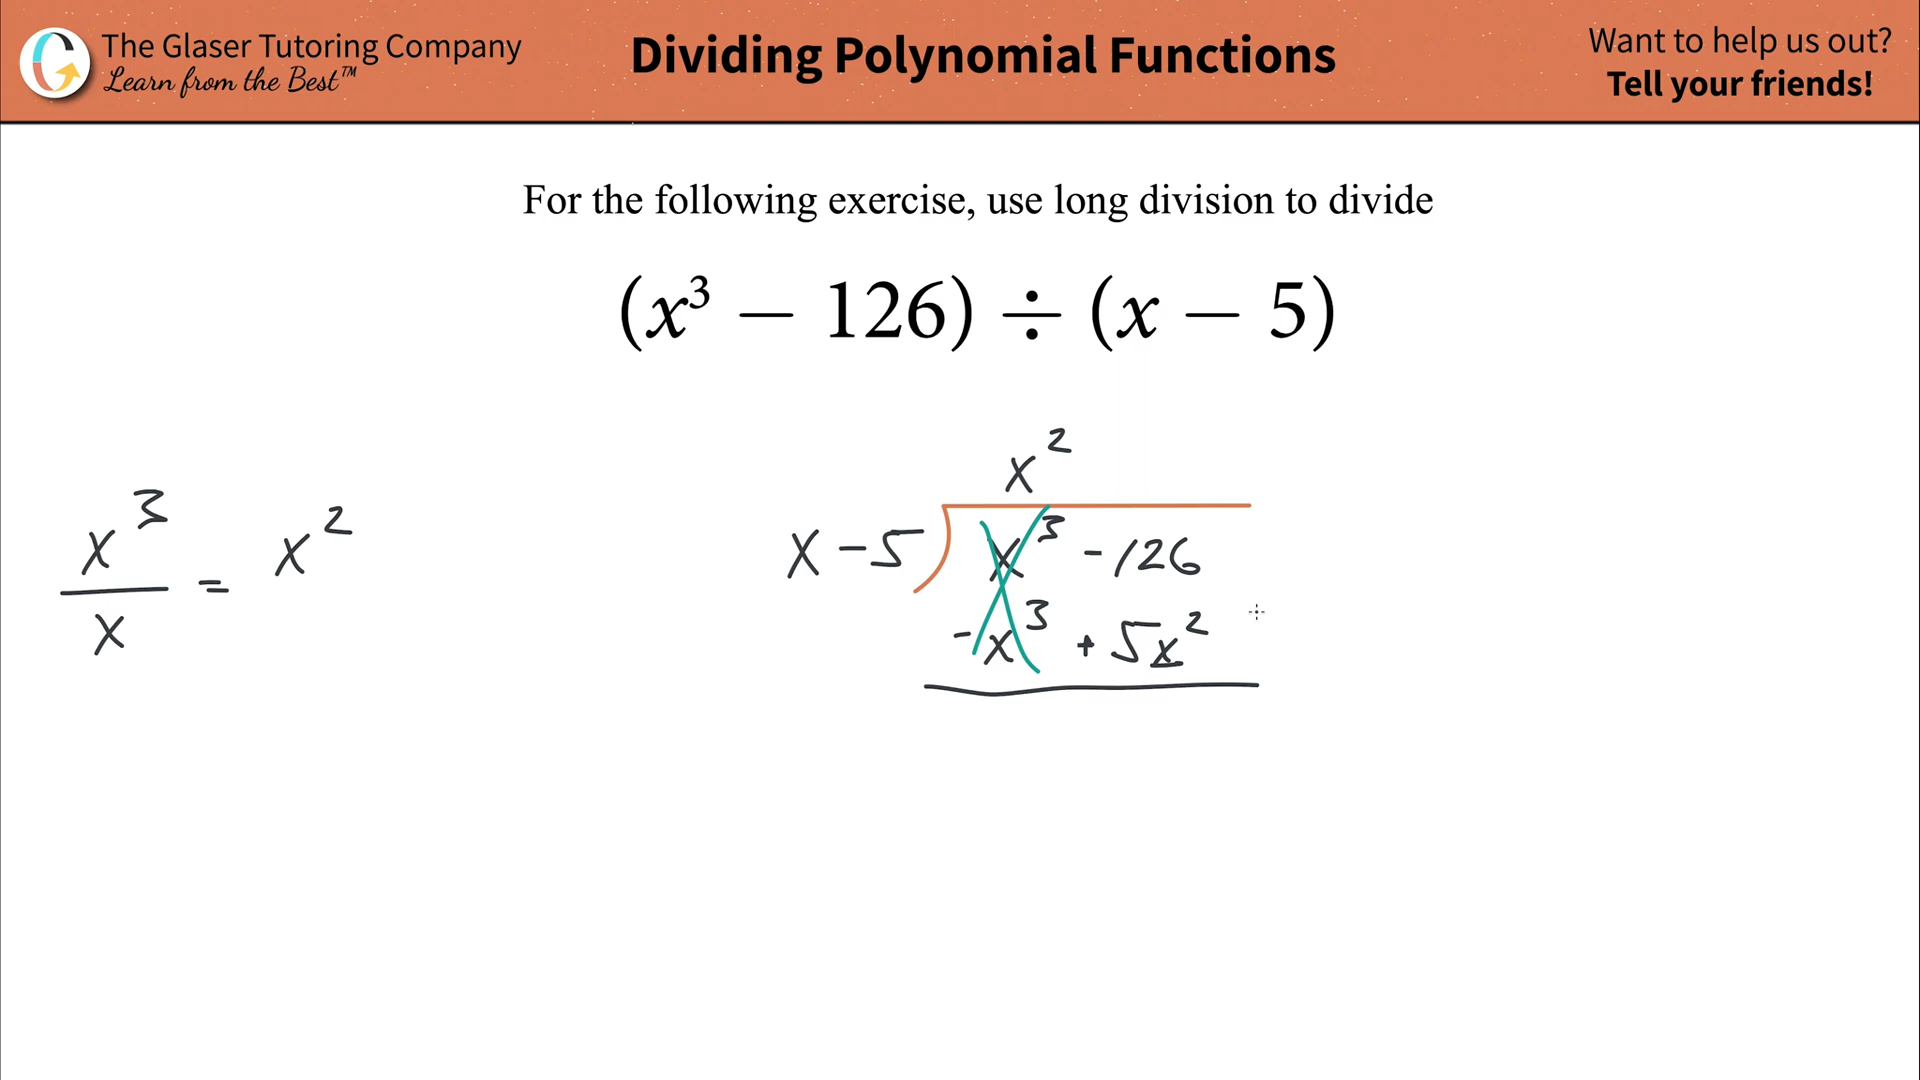 The Glaser Tutoring Company
Learn from the Best™
Dividing Polynomial Functions
Want to help us out?
Tell your friends!
For the following exercise, use long division to divide
(x³ − 126) ÷ (x − 5)
x³/x = x²
x²
x − 5 ) x³ − 126
−x³ + 5x²